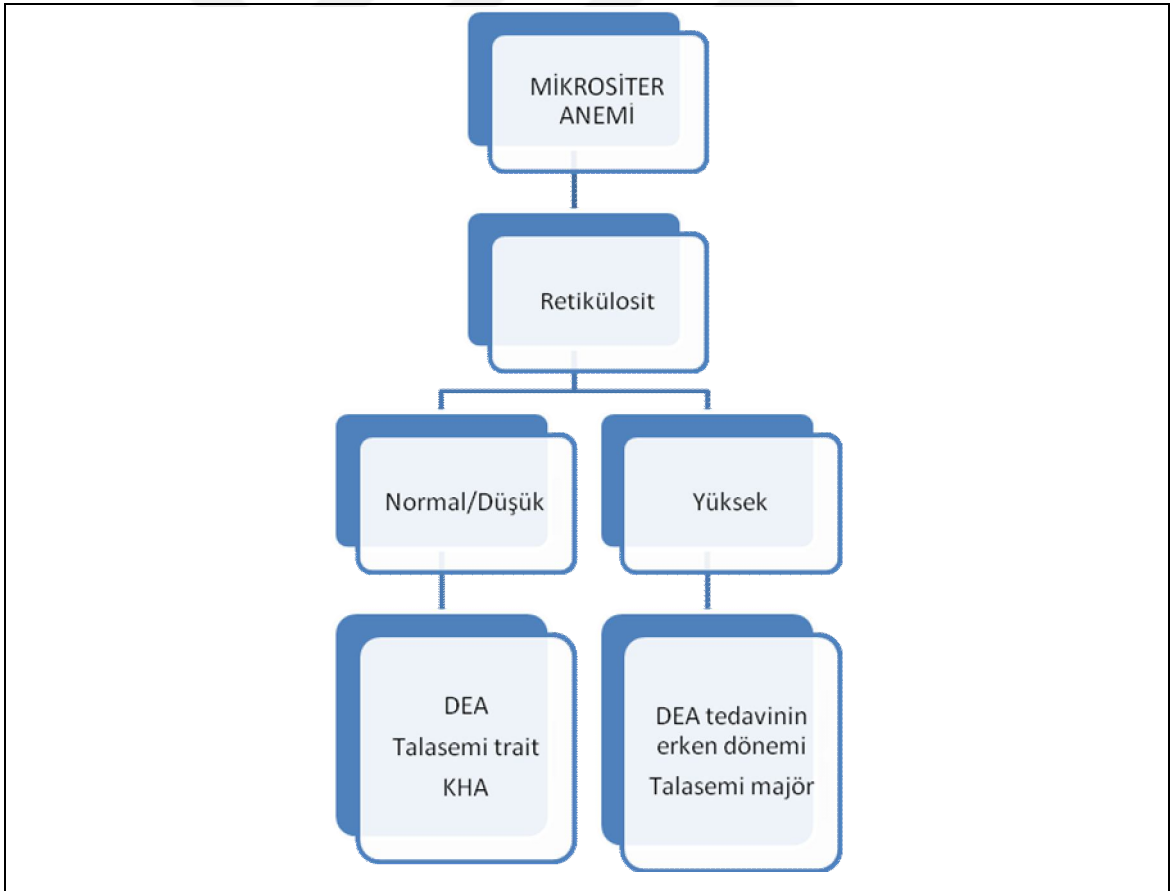 MİKROSİTER
ANEMİ
Retikülosit
Normal/Düşük
Yüksek
DEA
Talasemi trait
KHA
DEA tedavinin
erken dönemi
Talasemi majör